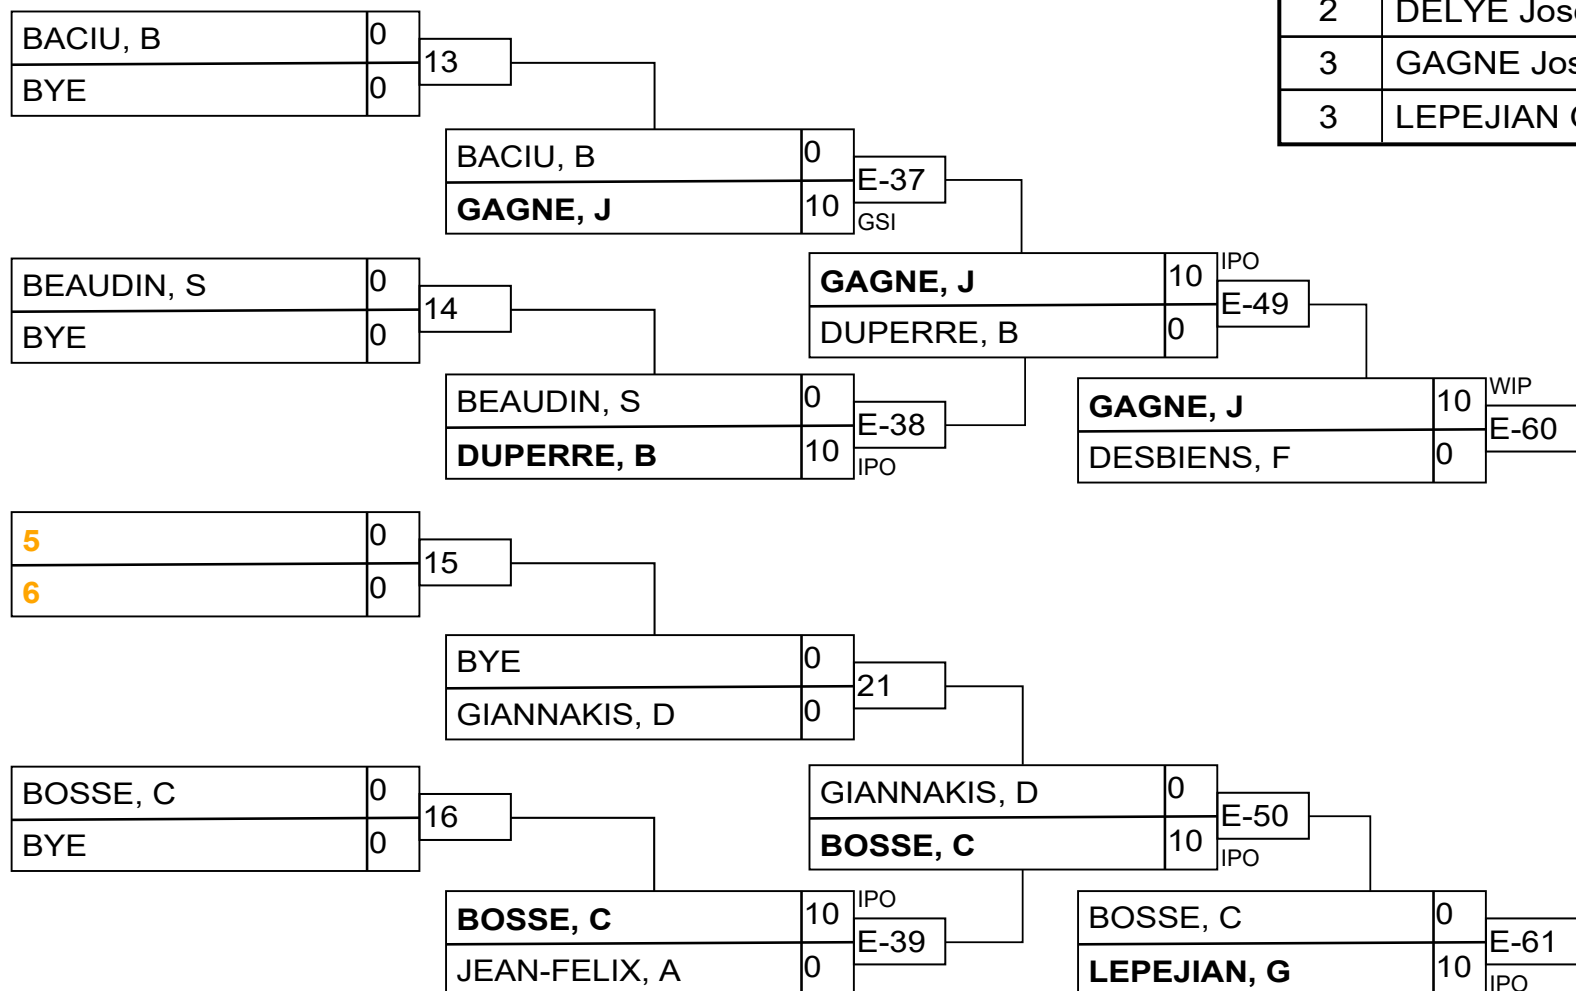 2 DELYE Jos
3 GAGNE Jos
3 LEPEJIAN
BACIU, B 0
BYE 0
13
BACIU, B 0
GAGNE, J 10
E-37
GSI
BEAUDIN, S 0
BYE 0
14
GAGNE, J 10
DUPERRE, B 0
IPO
E-49
BEAUDIN, S 0
DUPERRE, B 10
E-38
IPO
GAGNE, J 10
DESBIENS, F 0
WIP
E-60
5 0
6 0
15
BYE 0
GIANNAKIS, D 0
21
BOSSE, C 0
BYE 0
16
GIANNAKIS, D 0
BOSSE, C 10
E-50
IPO
BOSSE, C 10
JEAN-FELIX, A 0
IPO
E-39
BOSSE, C 0
LEPEJIAN, G 10
E-61
IPO